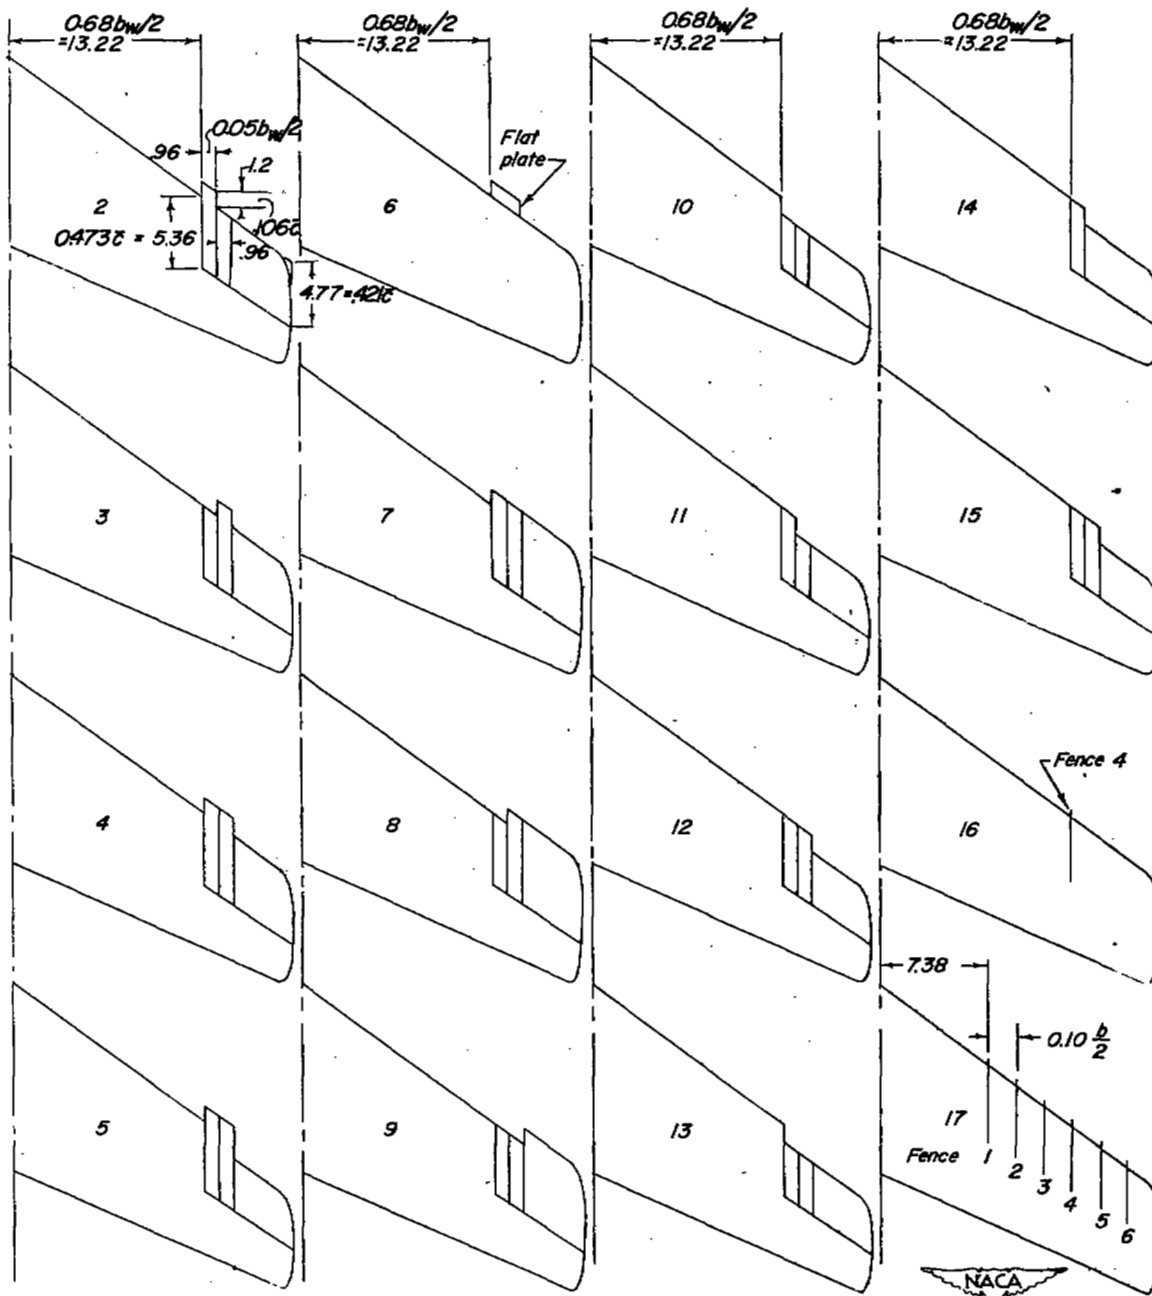 0.68bw/2
=13.22
0.68bw/2
=13.22
0.68bw/2
=13.22
0.68bw/2
=13.22
0.05bw/2
.96
1.2
2
.106c̄
0.473c̄ = 5.36
.96
4.77=.421c̄
Flat
plate
6
10
14
3
7
11
15
4
8
12
Fence 4
16
7.38
0.10 b/2
5
9
13
17
Fence 1 2 3 4 5 6
NACA